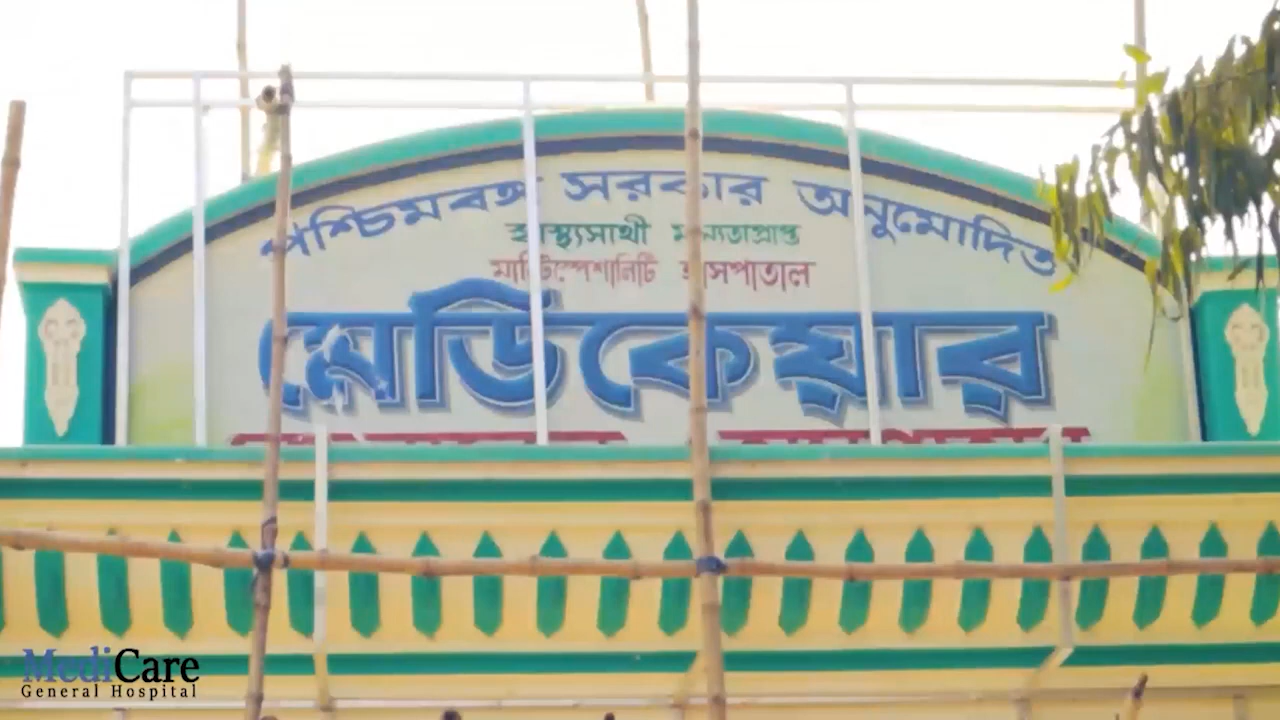 পশ্চিমবঙ্গ সরকার অনুমোদিত
স্বাস্থ্যসাথী মান্যতাপ্রাপ্ত
মাল্টিস্পেশালিটি হাসপাতাল
মেডিকেয়ার
MediCare
General Hospital